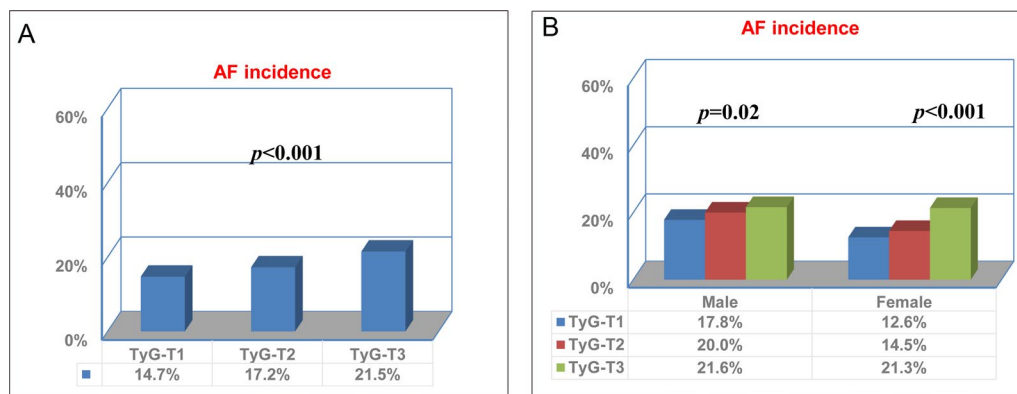 A
AF incidence
60%
40%
20%
0%
p<0.001
TyG-T1 TyG-T2 TyG-T3
14.7% 17.2% 21.5%
B
AF incidence
60%
40%
20%
0%
p=0.02 p<0.001
Male Female
TyG-T1 17.8% 12.6%
TyG-T2 20.0% 14.5%
TyG-T3 21.6% 21.3%